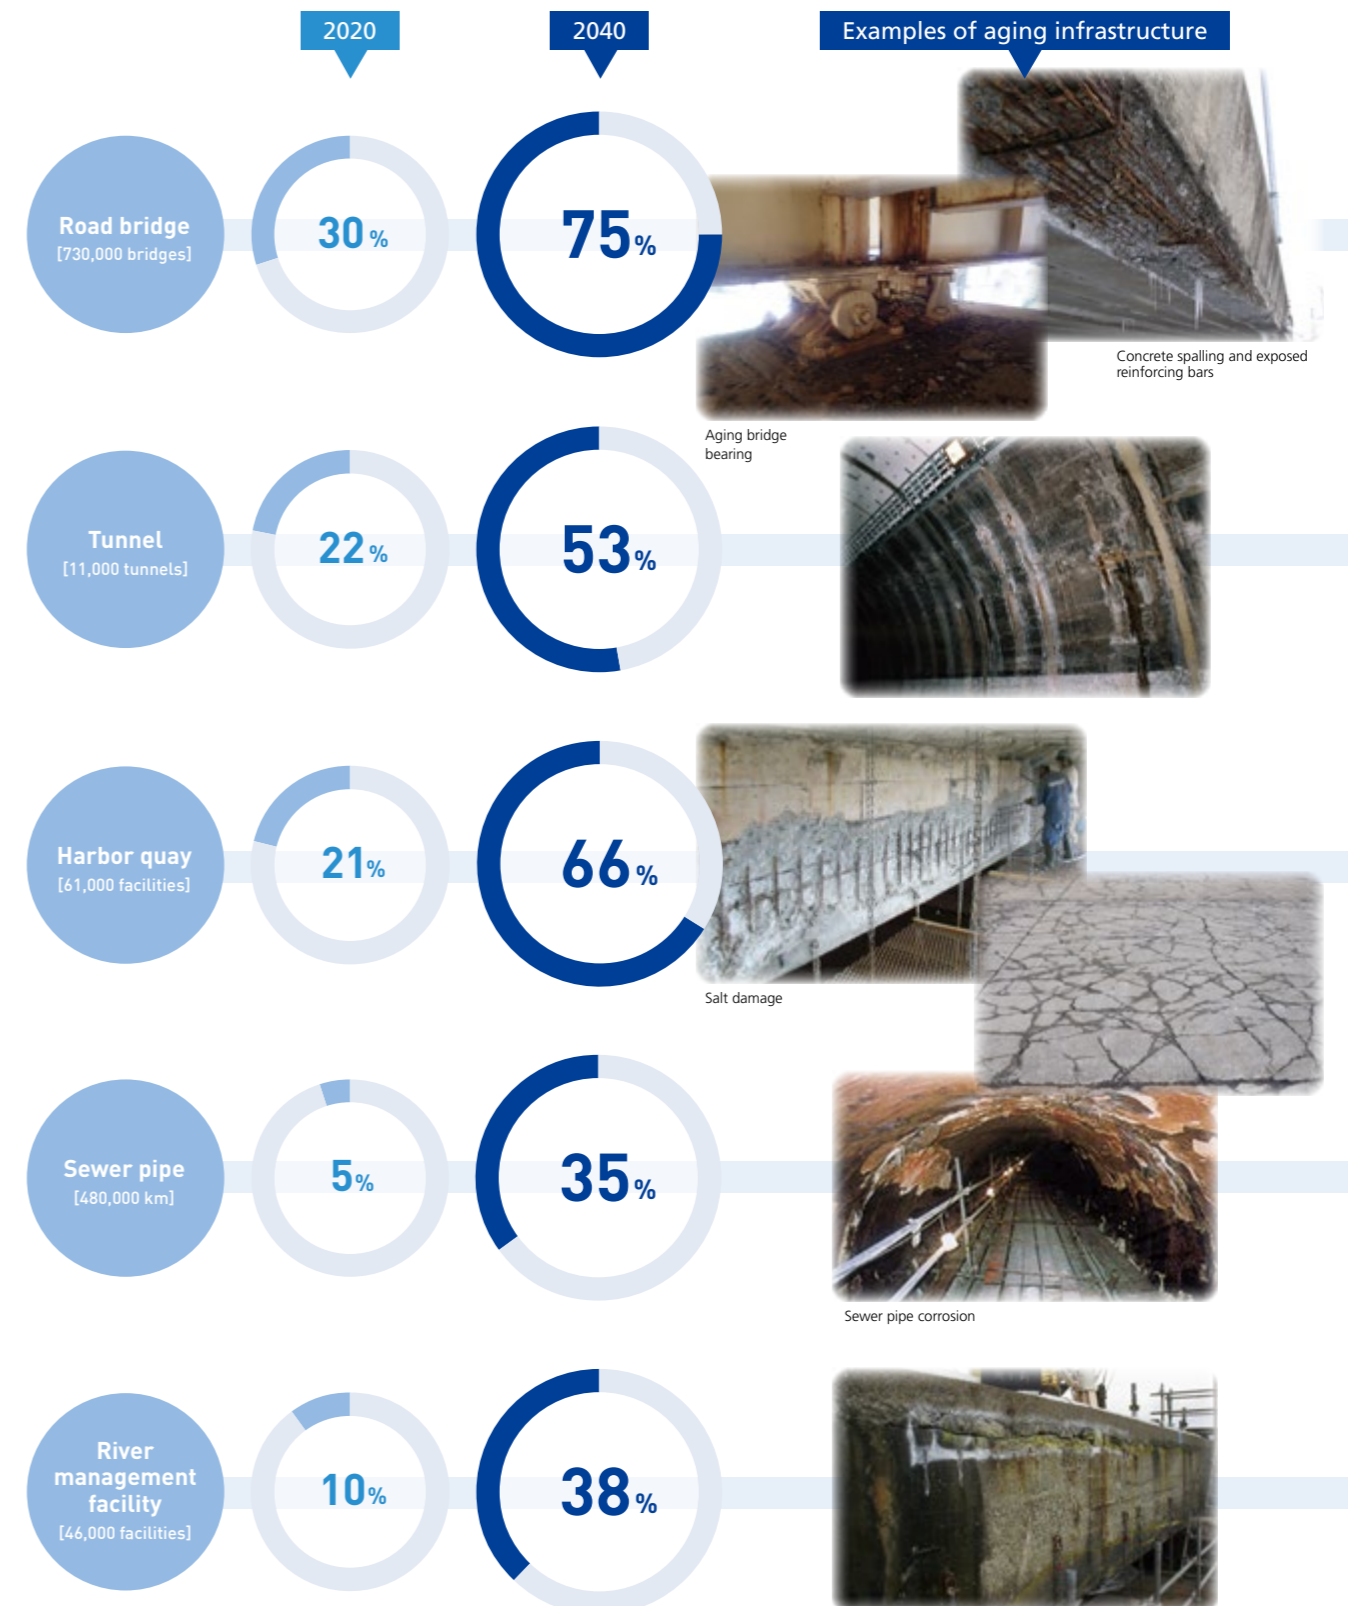 2020
2040
Examples of aging infrastructure
Road bridge
[730,000 bridges]
30%
75%
Concrete spalling and exposed
reinforcing bars
Aging bridge
bearing
Tunnel
[11,000 tunnels]
22%
53%
Harbor quay
[61,000 facilities]
21%
66%
Salt damage
Sewer pipe
[480,000 km]
5%
35%
Sewer pipe corrosion
River
management
facility
[46,000 facilities]
10%
38%